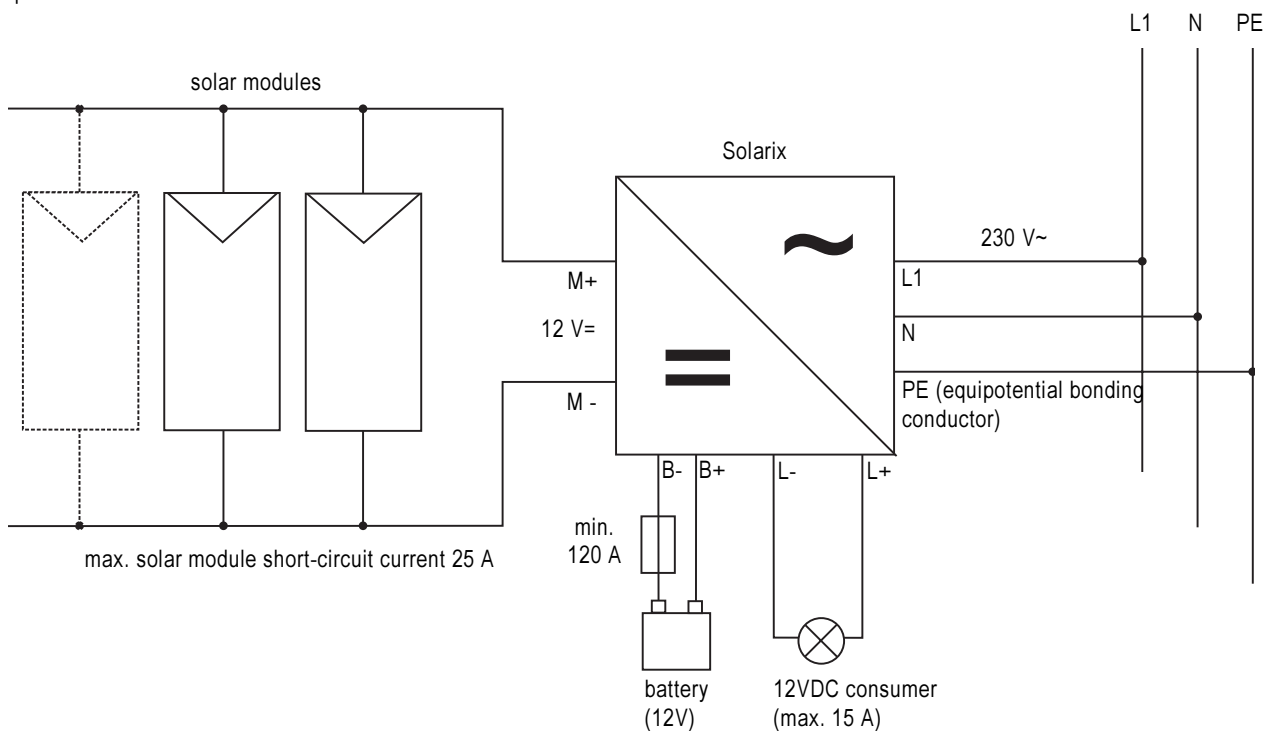 L1 N PE
solar modules
Solarix
230 V~
M+
L1
12 V=
N
M -
PE (equipotential bonding
conductor)
B- B+ L- L+
min.
120 A
max. solar module short-circuit current 25 A
battery
(12V)
12VDC consumer
(max. 15 A)